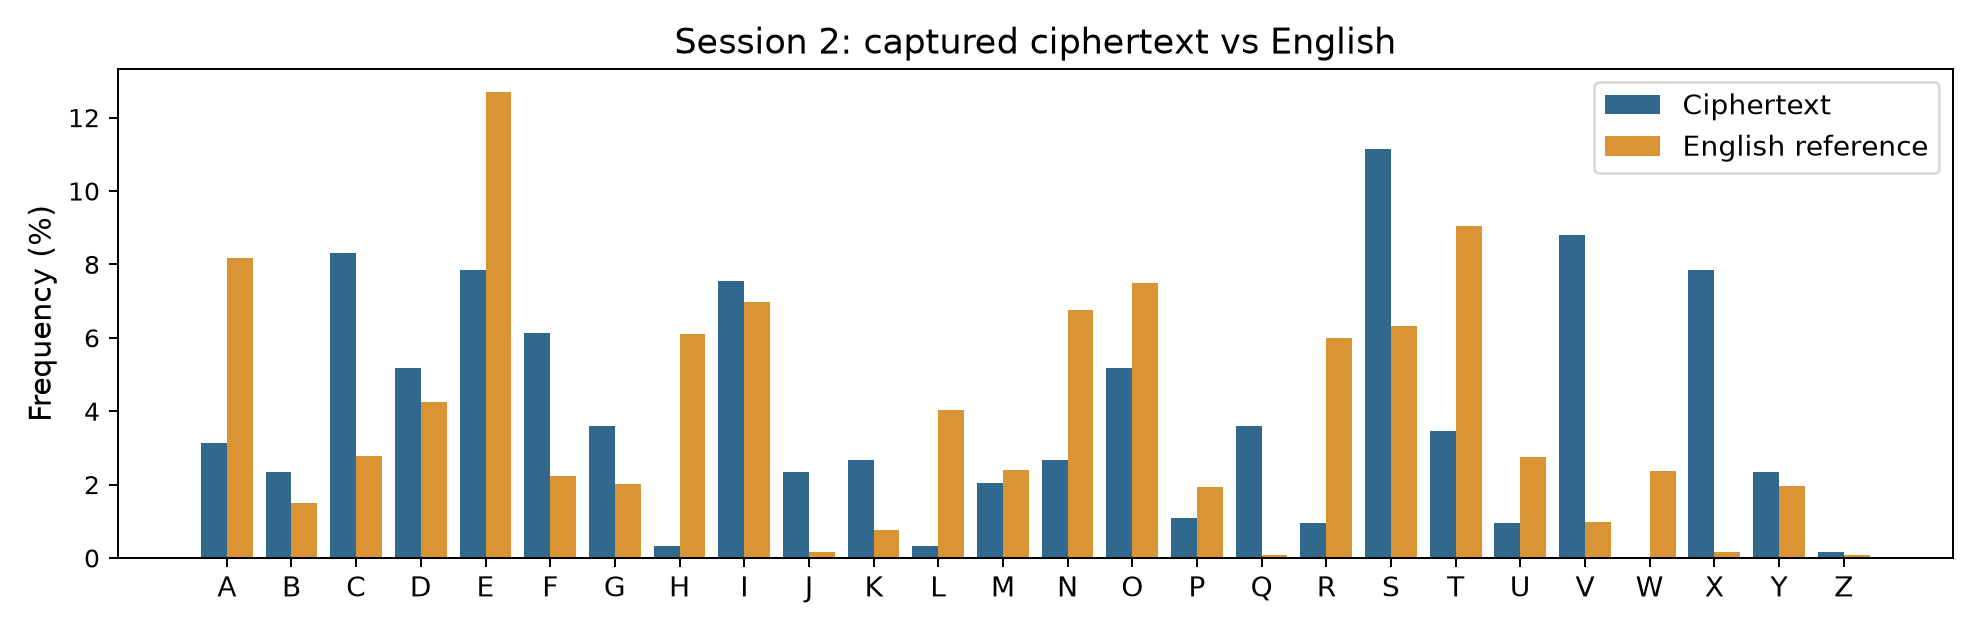 Session 2: captured ciphertext vs English
Ciphertext
English reference
Frequency (%)
12
10
8
6
4
2
0
A B C D E F G H I J K L M N O P Q R S T U V W X Y Z